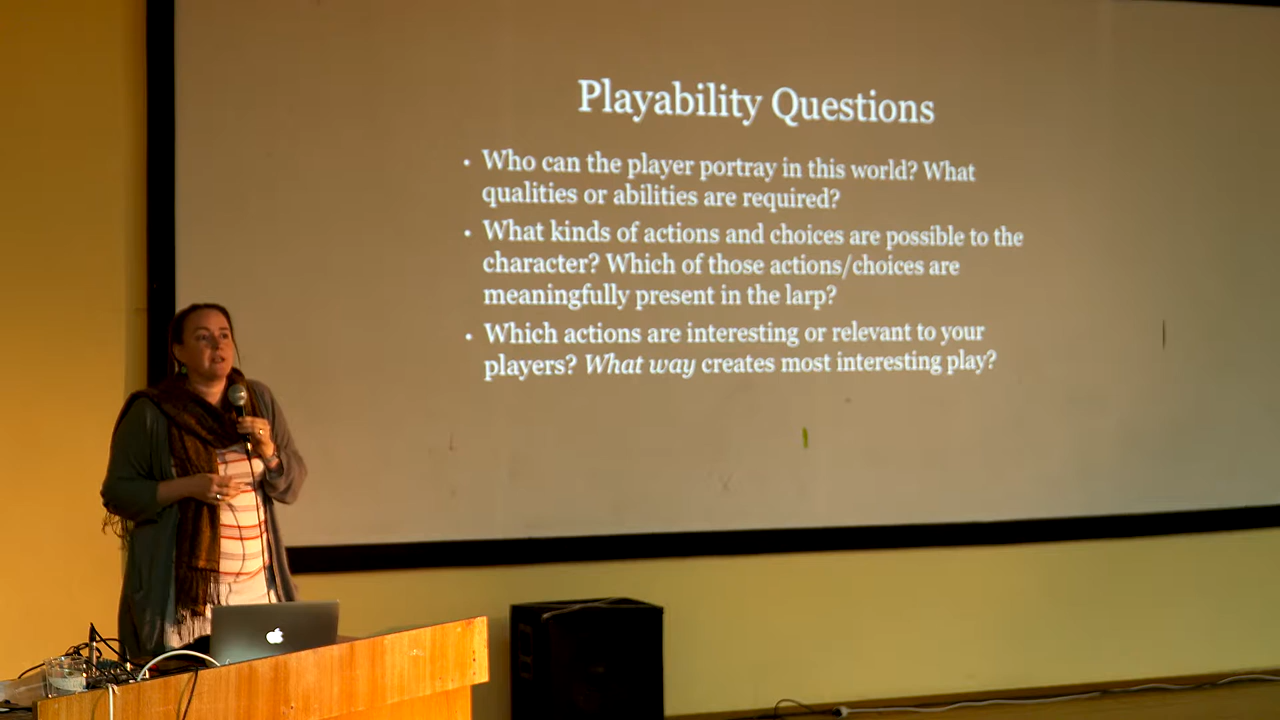 Playability Questions
• Who can the player portray in this world? What
qualities or abilities are required?
• What kinds of actions and choices are possible to the
character? Which of those actions/choices are
meaningfully present in the larp?
• Which actions are interesting or relevant to your
players? What way creates most interesting play?